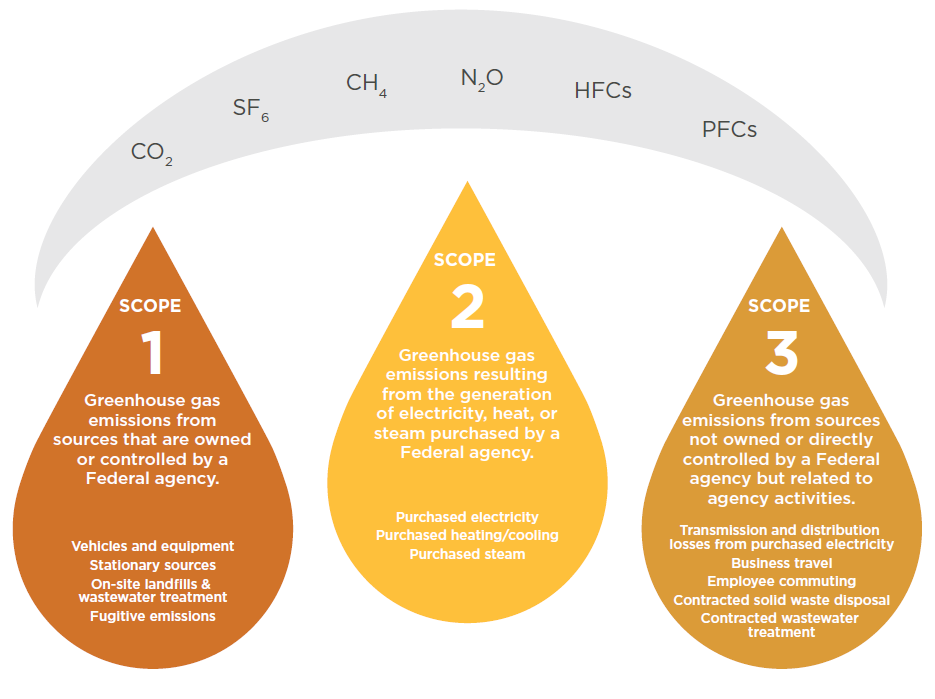 CO2
SF6
CH4
N2O
HFCs
PFCs
SCOPE
1
Greenhouse gas
emissions from
sources that are owned
or controlled by a
Federal agency.
Vehicles and equipment
Stationary sources
On-site landfills &
wastewater treatment
Fugitive emissions
SCOPE
2
Greenhouse gas
emissions resulting
from the generation
of electricity, heat, or
steam purchased by a
Federal agency.
Purchased electricity
Purchased heating/cooling
Purchased steam
SCOPE
3
Greenhouse gas
emissions from sources
not owned or directly
controlled by a Federal
agency but related to
agency activities.
Transmission and distribution
losses from purchased electricity
Business travel
Employee commuting
Contracted solid waste disposal
Contracted wastewater
treatment